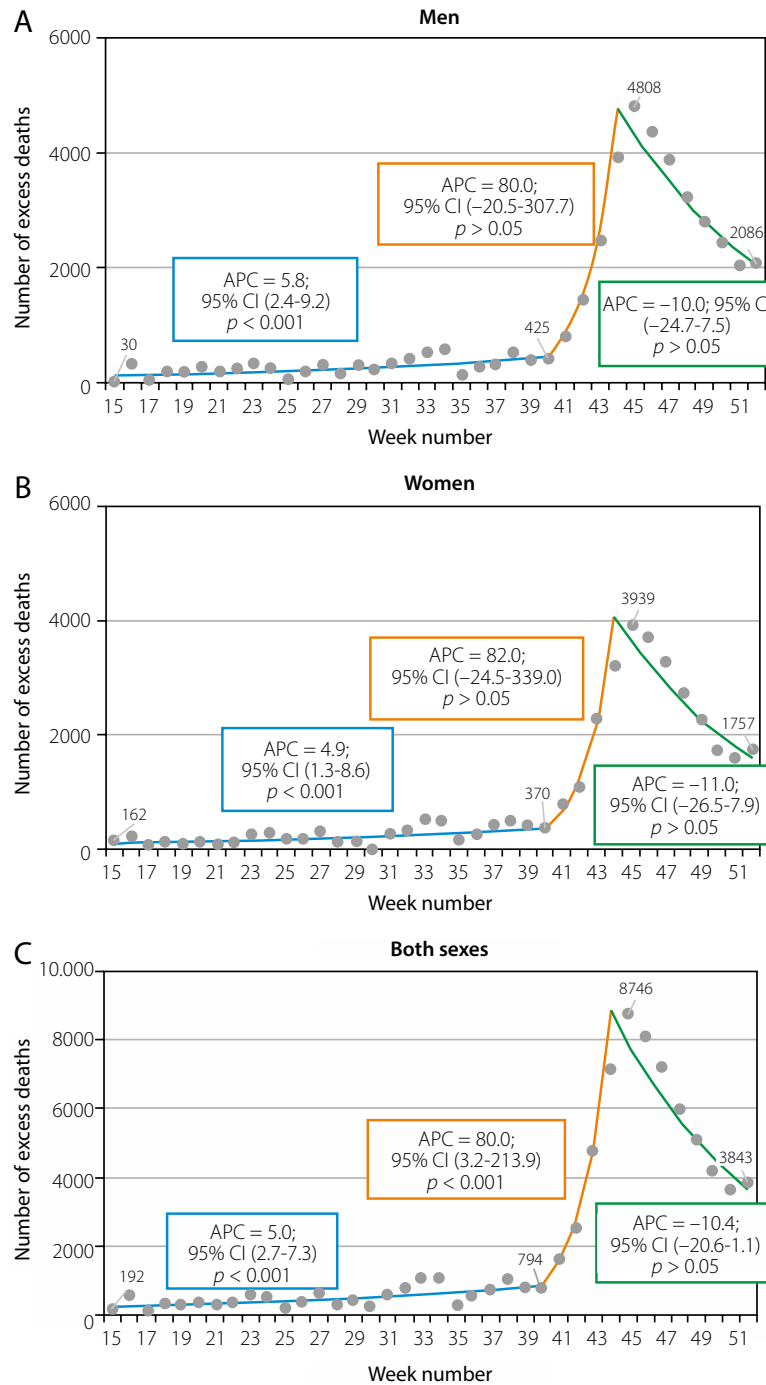 A
Men
Number of excess deaths
6000
4000
2000
0
4808
2086
425
30
APC = 80.0;
95% CI (–20.5-307.7)
p > 0.05
APC = 5.8;
95% CI (2.4-9.2)
p < 0.001
APC = –10.0; 95% C
(–24.7-7.5)
p > 0.05
15 17 19 21 23 25 27 29 31 33 35 37 39 41 43 45 47 49 51
Week number
B
Women
Number of excess deaths
6000
4000
2000
0
3939
1757
370
162
APC = 82.0;
95% CI (–24.5-339.0)
p > 0.05
APC = 4.9;
95% CI (1.3-8.6)
p < 0.001
APC = –11.0;
95% CI (–26.5-7.9)
p > 0.05
15 17 19 21 23 25 27 29 31 33 35 37 39 41 43 45 47 49 51
Week number
C
Both sexes
Number of excess deaths
10.000
8000
6000
4000
2000
0
8746
3843
794
192
APC = 80.0;
95% CI (3.2-213.9)
p < 0.001
APC = 5.0;
95% CI (2.7-7.3)
p < 0.001
APC = –10.4;
95% CI (–20.6-1.1)
p > 0.05
15 17 19 21 23 25 27 29 31 33 35 37 39 41 43 45 47 49 51
Week number